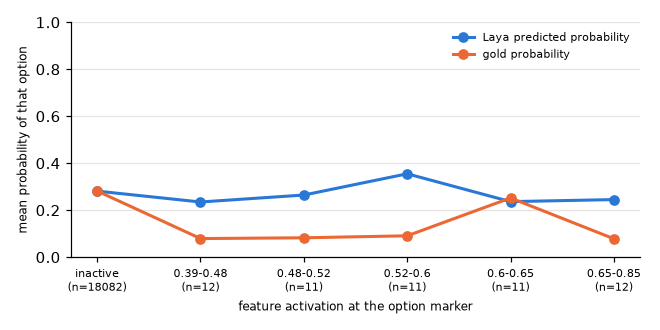 1.0
0.8
0.6
0.4
0.2
0.0
mean probability of that option
Laya predicted probability
gold probability
inactive
(n=18082)
0.39-0.48
(n=12)
0.48-0.52
(n=11)
0.52-0.6
(n=11)
0.6-0.65
(n=11)
0.65-0.85
(n=12)
feature activation at the option marker